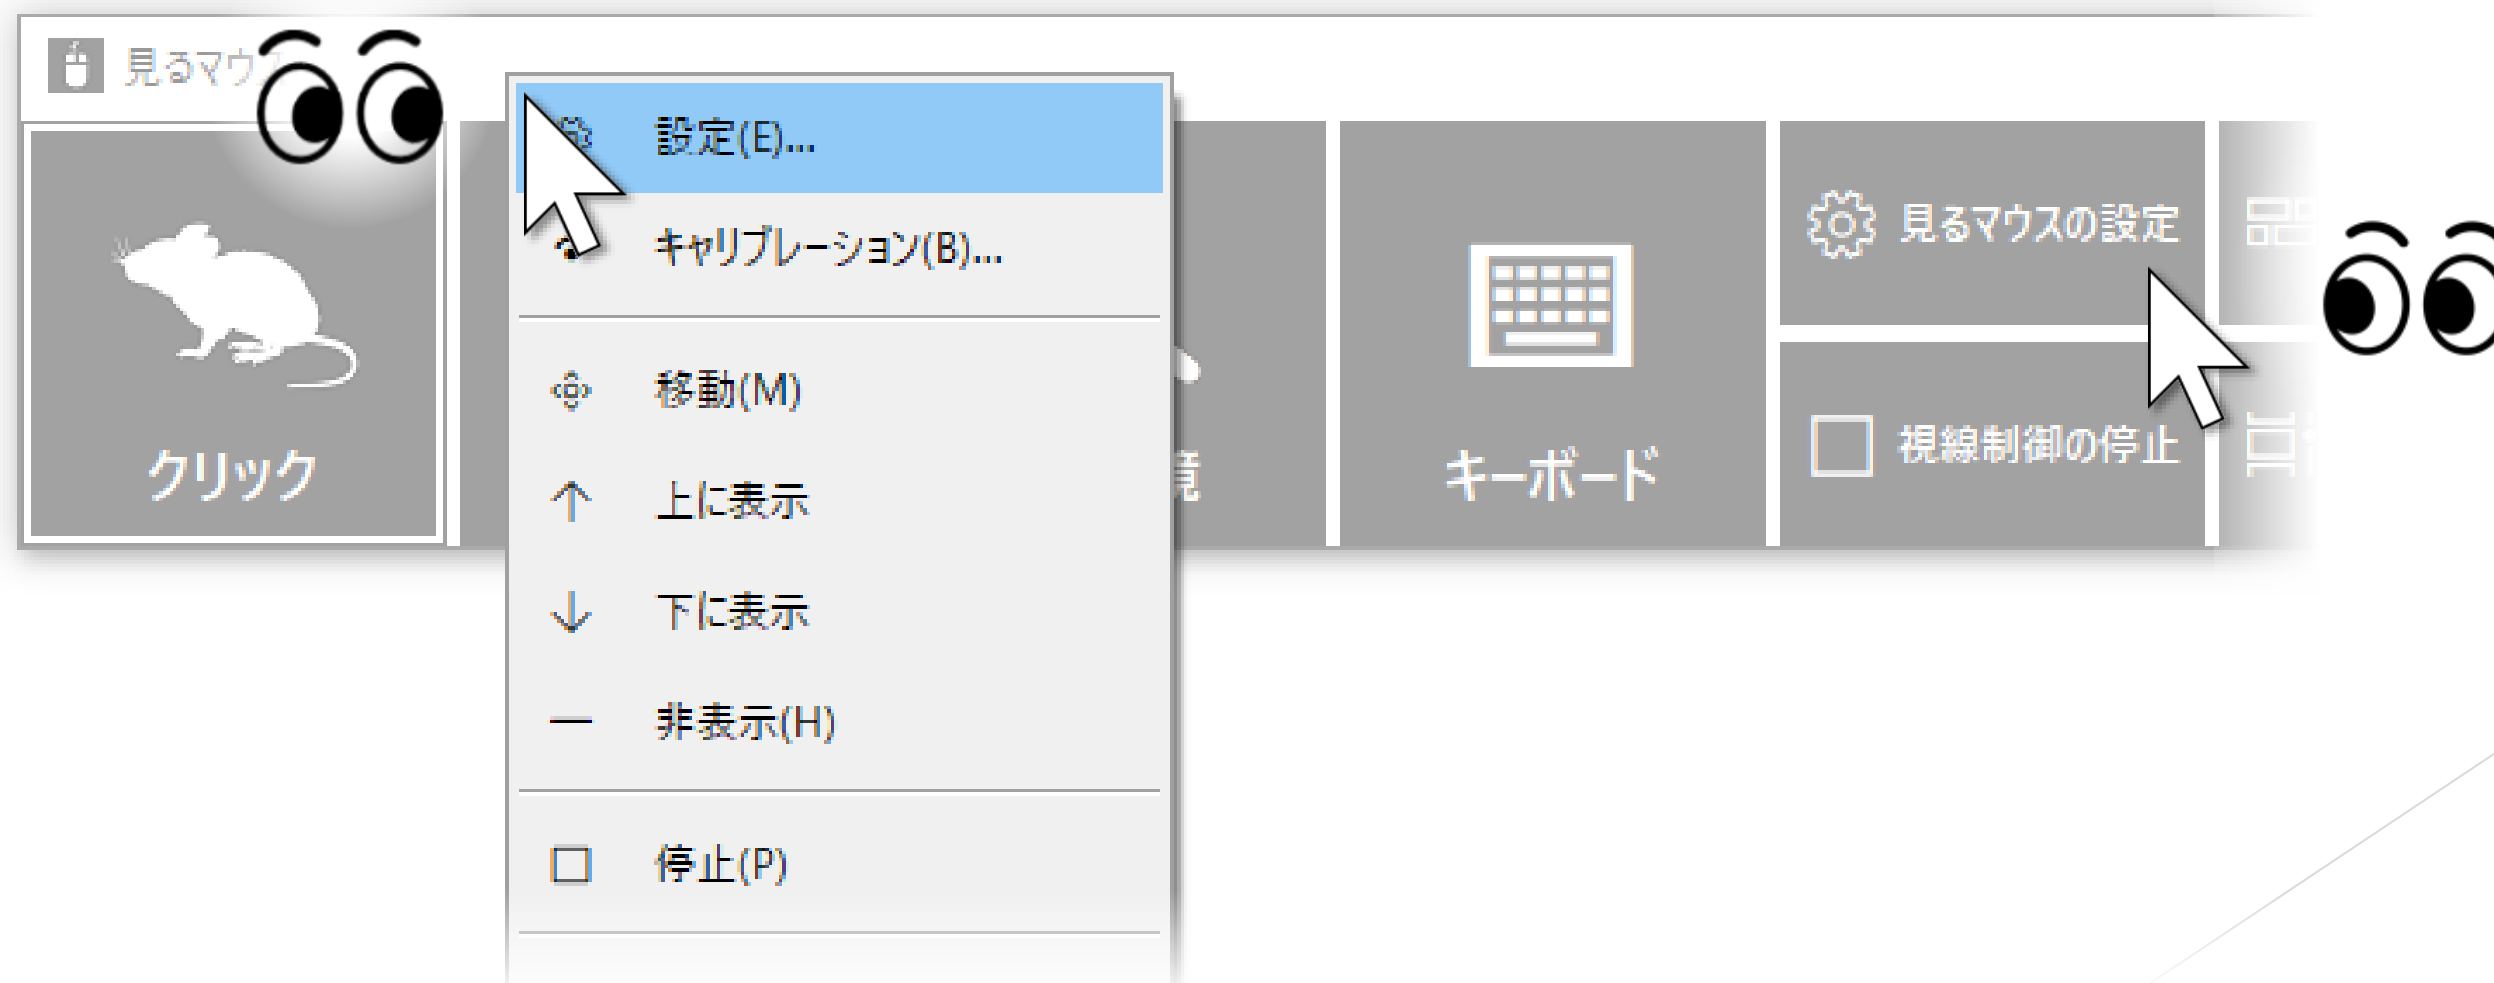 見るマウ
設定(E)...
キャリブレーション(B)...
移動(M)
上に表示
下に表示
非表示(H)
停止(P)
クリック
キーボード
見るマウスの設定
視線制御の停止